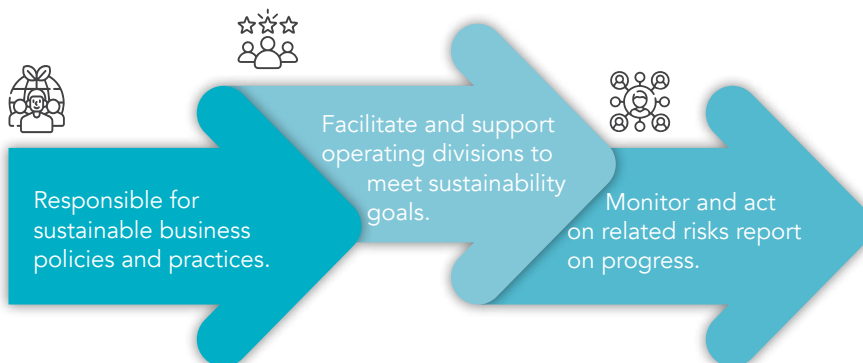 Responsible for
sustainable business
policies and practices.
Facilitate and support
operating divisions to
meet sustainability
goals.
Monitor and act
on related risks report
on progress.